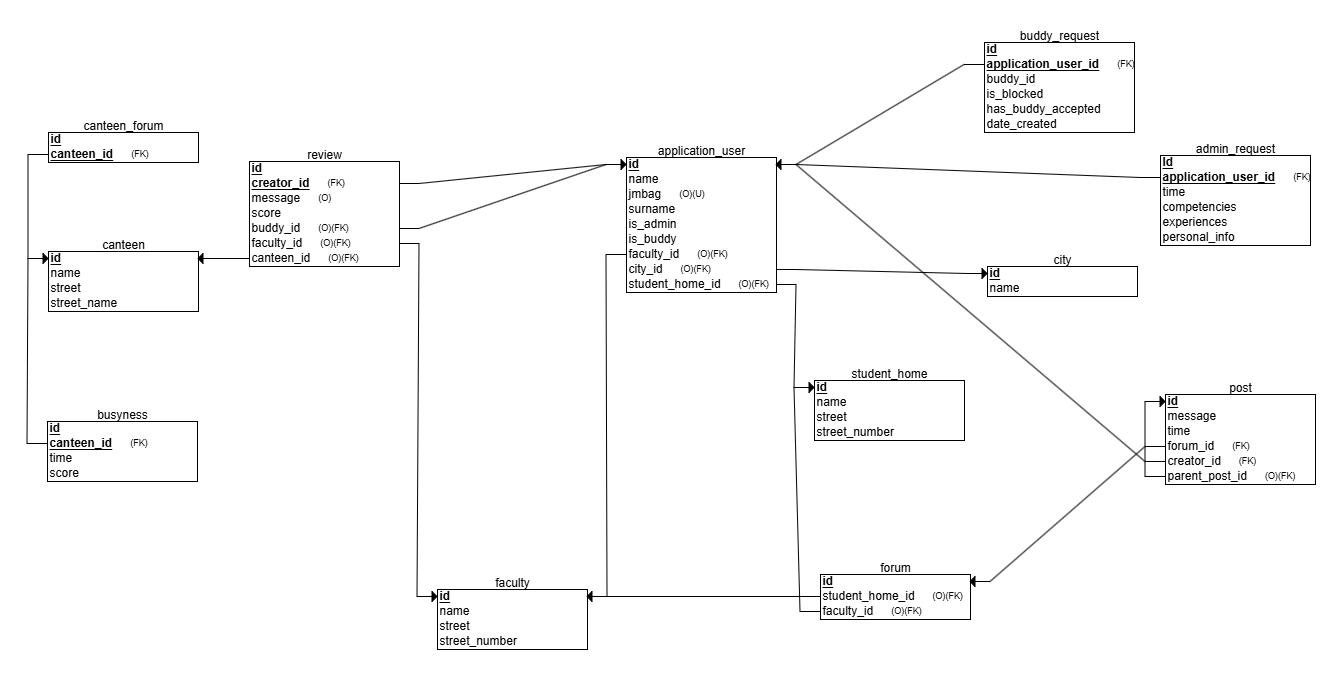 buddy_request
id
application_user_id (FK)
buddy_id
is_blocked
has_buddy_accepted
date_created
canteen_forum
id
canteen_id (FK)
review
id
creator_id (FK)
message (O)
score
buddy_id (O)(FK)
faculty_id (O)(FK)
canteen_id (O)(FK)
application_user
id
name
jmbag (O)(U)
surname
is_admin
is_buddy
faculty_id (O)(FK)
city_id (O)(FK)
student_home_id (O)(FK)
admin_request
Id
application_user_id (FK)
time
competencies
experiences
personal_info
canteen
id
name
street
street_name
city
id
name
student_home
id
name
street
street_number
post
id
message
time
forum_id (FK)
creator_id (FK)
parent_post_id (O)(FK)
busyness
id
canteen_id (FK)
time
score
faculty
id
name
street
street_number
forum
id
student_home_id (O)(FK)
faculty_id (O)(FK)